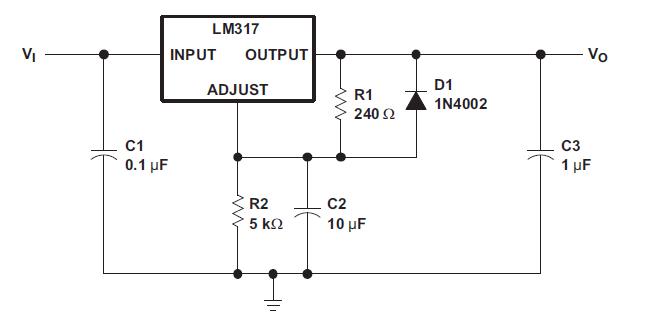 LM317
V_I
INPUT
OUTPUT
V_O
ADJUST
R1
240 Ω
D1
1N4002
C1
0.1 μF
C3
1 μF
R2
5 kΩ
C2
10 μF